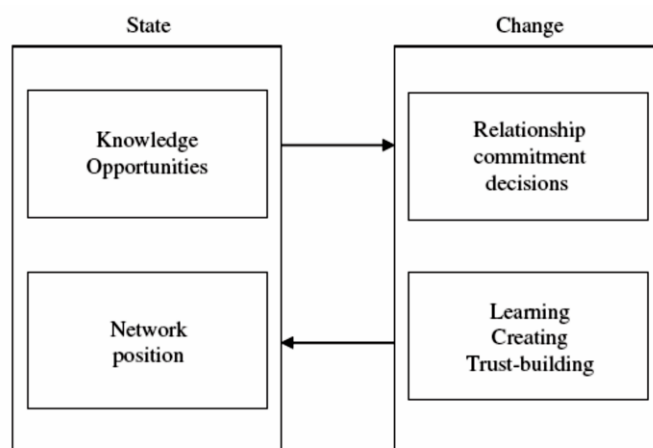 State
Change
Knowledge
Opportunities
Relationship
commitment
decisions
Network
position
Learning
Creating
Trust-building